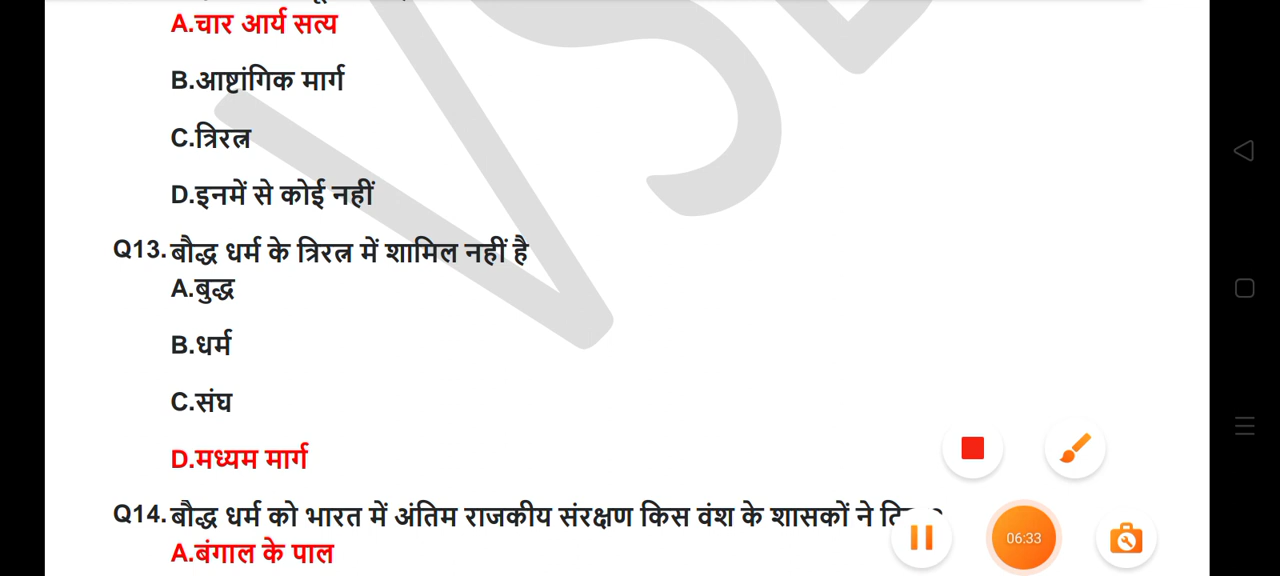 A.चार आर्य सत्य
B.आष्टांगिक मार्ग
C.त्रिरत्न
D.इनमें से कोई नहीं
Q13. बौद्ध धर्म के त्रिरत्न में शामिल नहीं है
A.बुद्ध
B.धर्म
C.संघ
D.मध्यम मार्ग
Q14. बौद्ध धर्म को भारत में अंतिम राजकीय संरक्षण किस वंश के शासकों ने
A.बंगाल के पाल
06:33